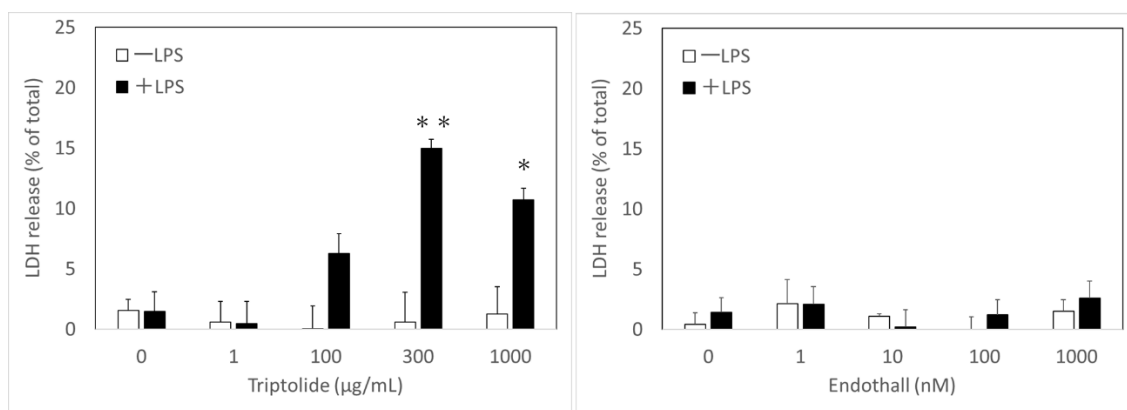 25
20
15
10
5
0
LDH release (% of total)
—LPS
+LPS
* *
*
0 1 100 300 1000
Triptolide (µg/mL)
25
20
15
10
5
0
LDH release (% of total)
—LPS
+LPS
0 1 10 100 1000
Endothall (nM)